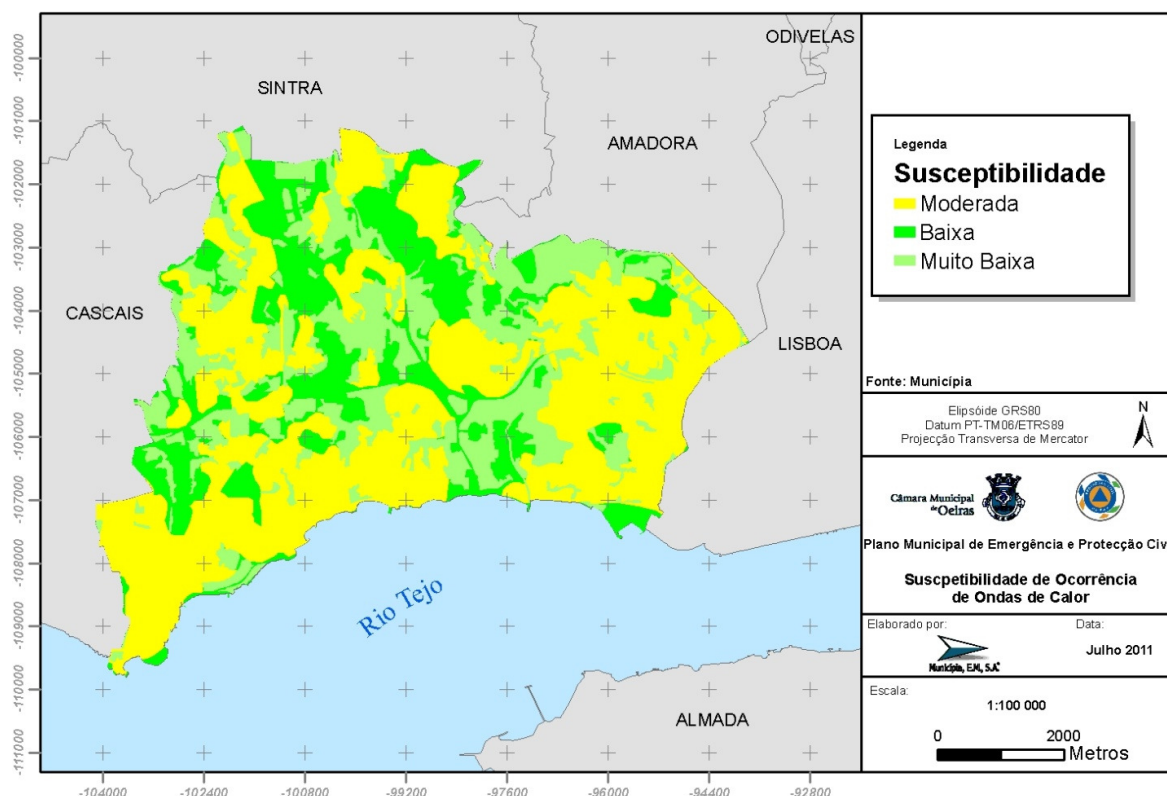 ODIVELAS
SINTRA
AMADORA
CASCAIS
LISBOA
Rio Tejo
ALMADA
-100000
-101000
-102000
-103000
-104000
-105000
-106000
-107000
-108000
-109000
-110000
-111000
-104000
-102400
-100800
-99200
-97600
-96000
-94400
-92800
Legenda
Susceptibilidade
Moderada
Baixa
Muito Baixa
Fonte: Municípia
Elipsóide GRS80
Datum PT-TM06/ETRS89
Projecção Transversa de Mercator
N
Câmara Municipal
de Oeiras
Plano Municipal de Emergência e Protecção Civ
Suscpetibilidade de Ocorrência
de Ondas de Calor
Elaborado por:
Municípia, E.M, S.A.
Data:
Julho 2011
Escala:
1:100 000
0 2000
Metros